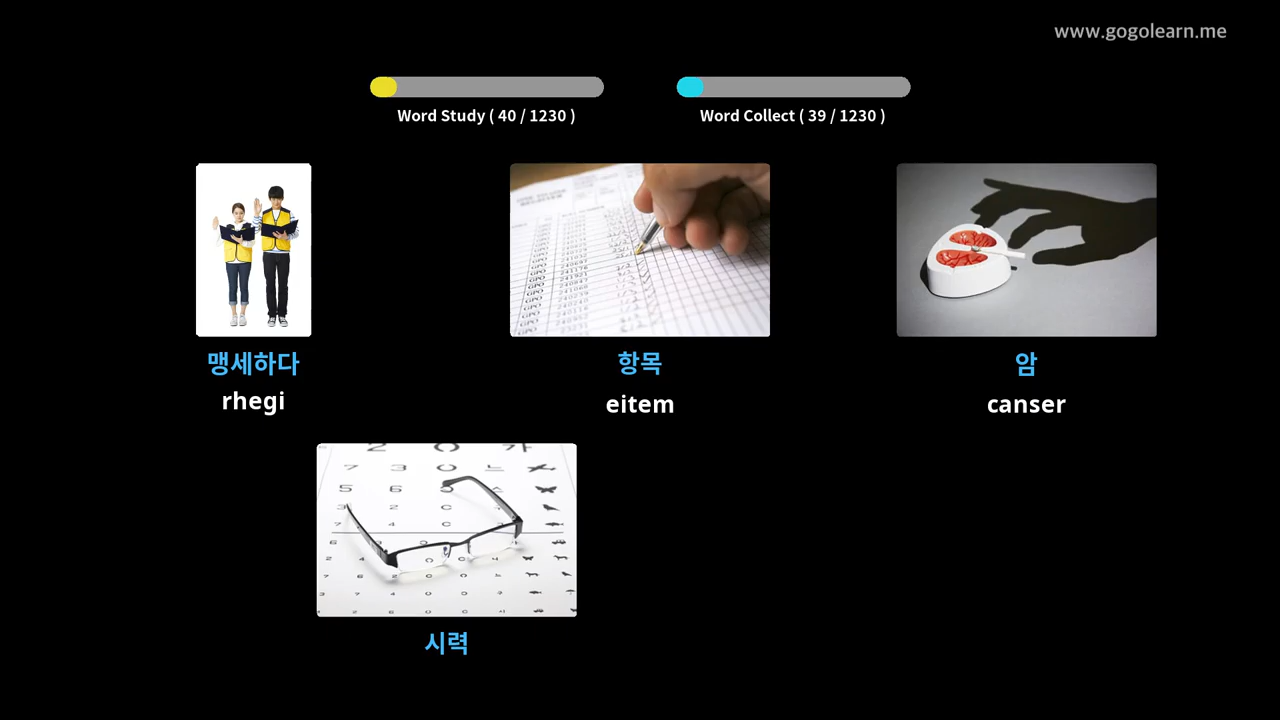 www.gogolearn.me
Word Study ( 40 / 1230 )
Word Collect ( 39 / 1230 )
맹세하다
rhegi
항목
eitem
암
canser
시력